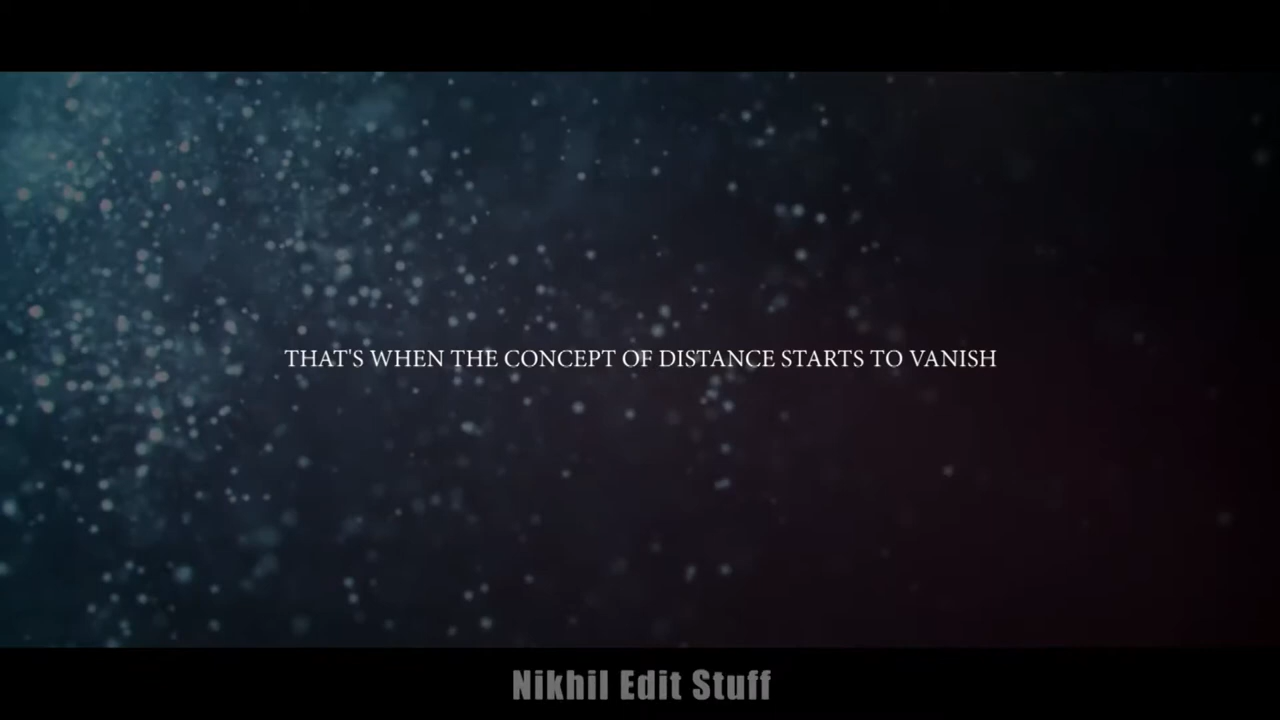 THAT'S WHEN THE CONCEPT OF DISTANCE STARTS TO VANISH
Nikhil Edit Stuff